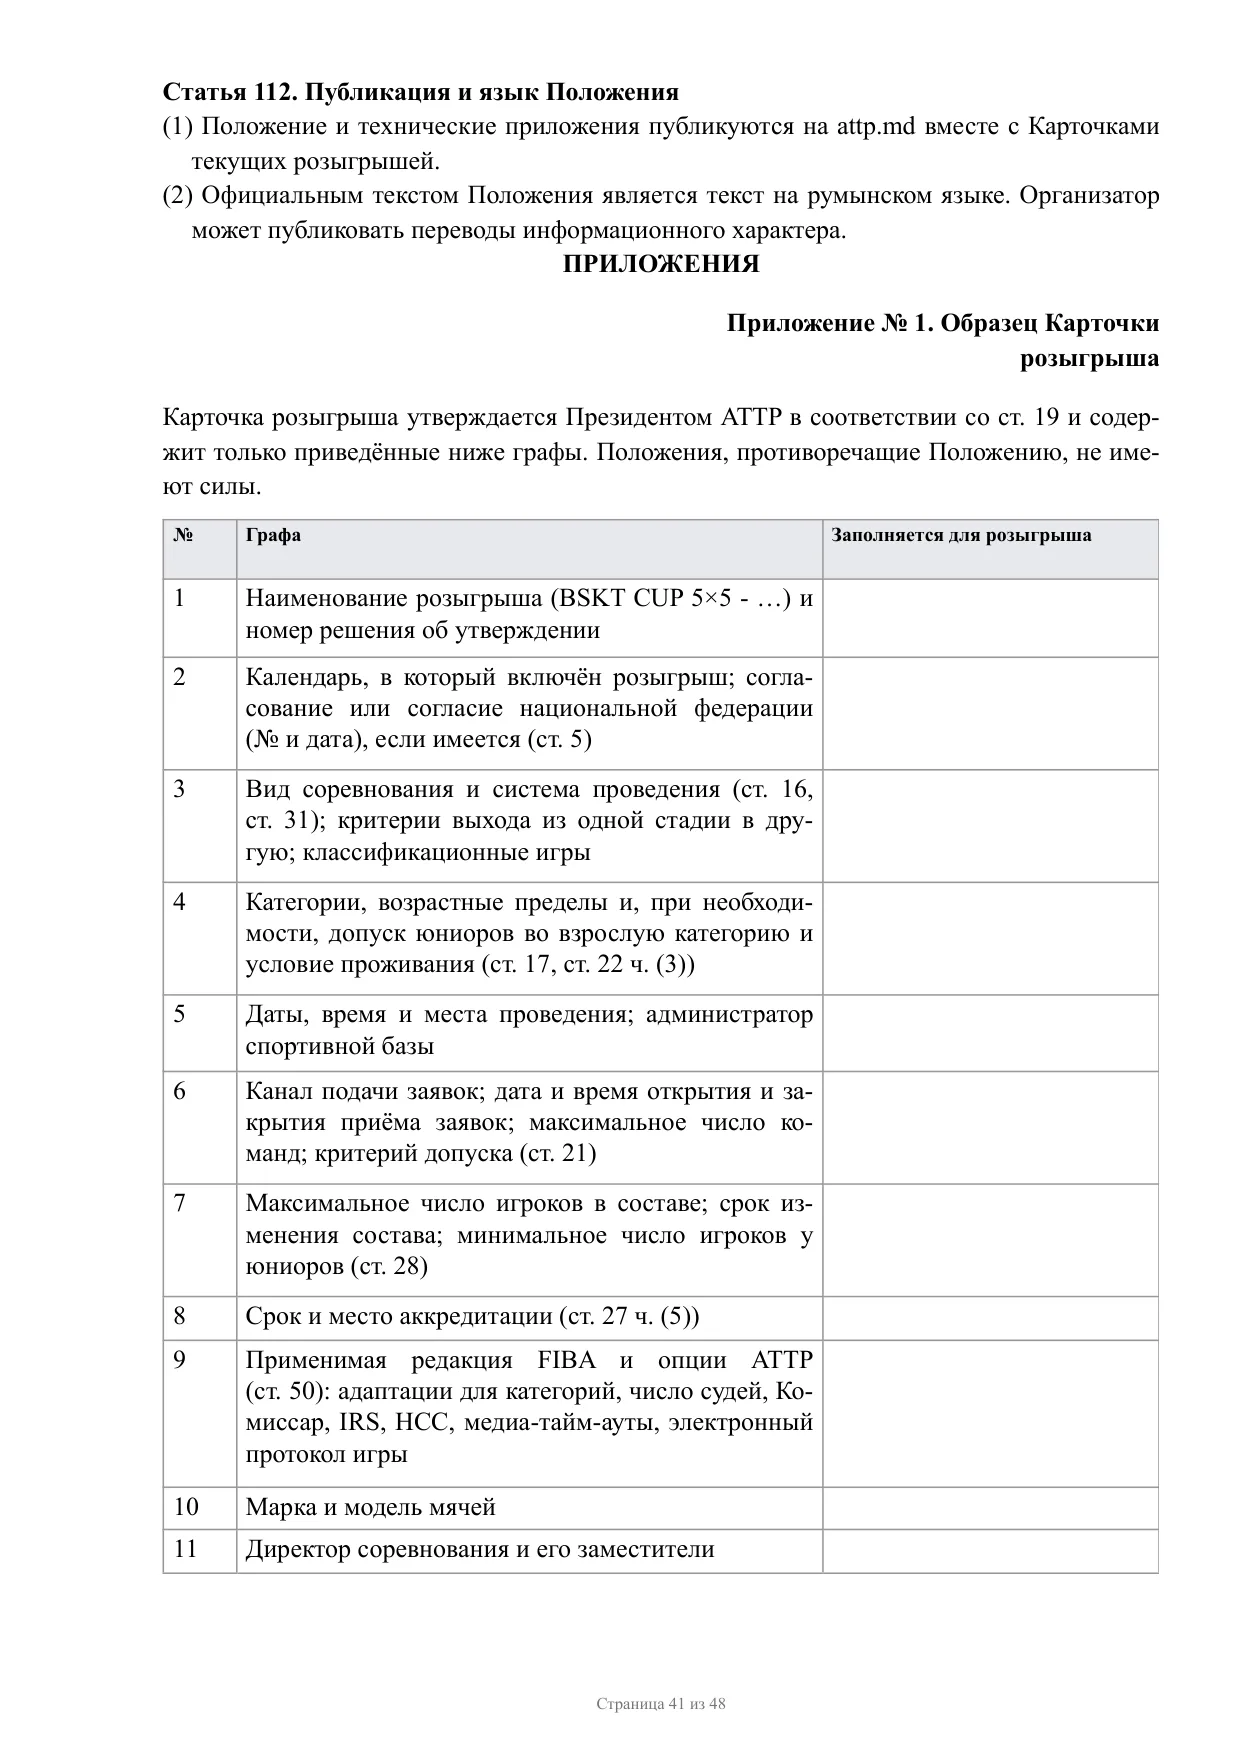 Статья 112. Публикация и язык Положения
(1) Положение и технические приложения публикуются на attp.md вместе с Карточками
текущих розыгрышей.
(2) Официальным текстом Положения является текст на румынском языке. Организатор
может публиковать переводы информационного характера.
ПРИЛОЖЕНИЯ
Приложение № 1. Образец Карточки
розыгрыша
Карточка розыгрыша утверждается Президентом АТТР в соответствии со ст. 19 и содер-
жит только приведённые ниже графы. Положения, противоречащие Положению, не име-
ют силы.
№ Графа Заполняется для розыгрыша
1 Наименование розыгрыша (BSKT CUP 5×5 - …) и
номер решения об утверждении
2 Календарь, в который включён розыгрыш; согла-
сование или согласие национальной федерации
(№ и дата), если имеется (ст. 5)
3 Вид соревнования и система проведения (ст. 16,
ст. 31); критерии выхода из одной стадии в дру-
гую; классификационные игры
4 Категории, возрастные пределы и, при необходи-
мости, допуск юниоров во взрослую категорию и
условие проживания (ст. 17, ст. 22 ч. (3))
5 Даты, время и места проведения; администратор
спортивной базы
6 Канал подачи заявок; дата и время открытия и за-
крытия приёма заявок; максимальное число ко-
манд; критерий допуска (ст. 21)
7 Максимальное число игроков в составе; срок из-
менения состава; минимальное число игроков у
юниоров (ст. 28)
8 Срок и место аккредитации (ст. 27 ч. (5))
9 Применимая редакция FIBA и опции ATTP
(ст. 50): адаптации для категорий, число судей, Ко-
миссар, IRS, HCC, медиа-тайм-ауты, электронный
протокол игры
10 Марка и модель мячей
11 Директор соревнования и его заместители
Страница 41 из 48